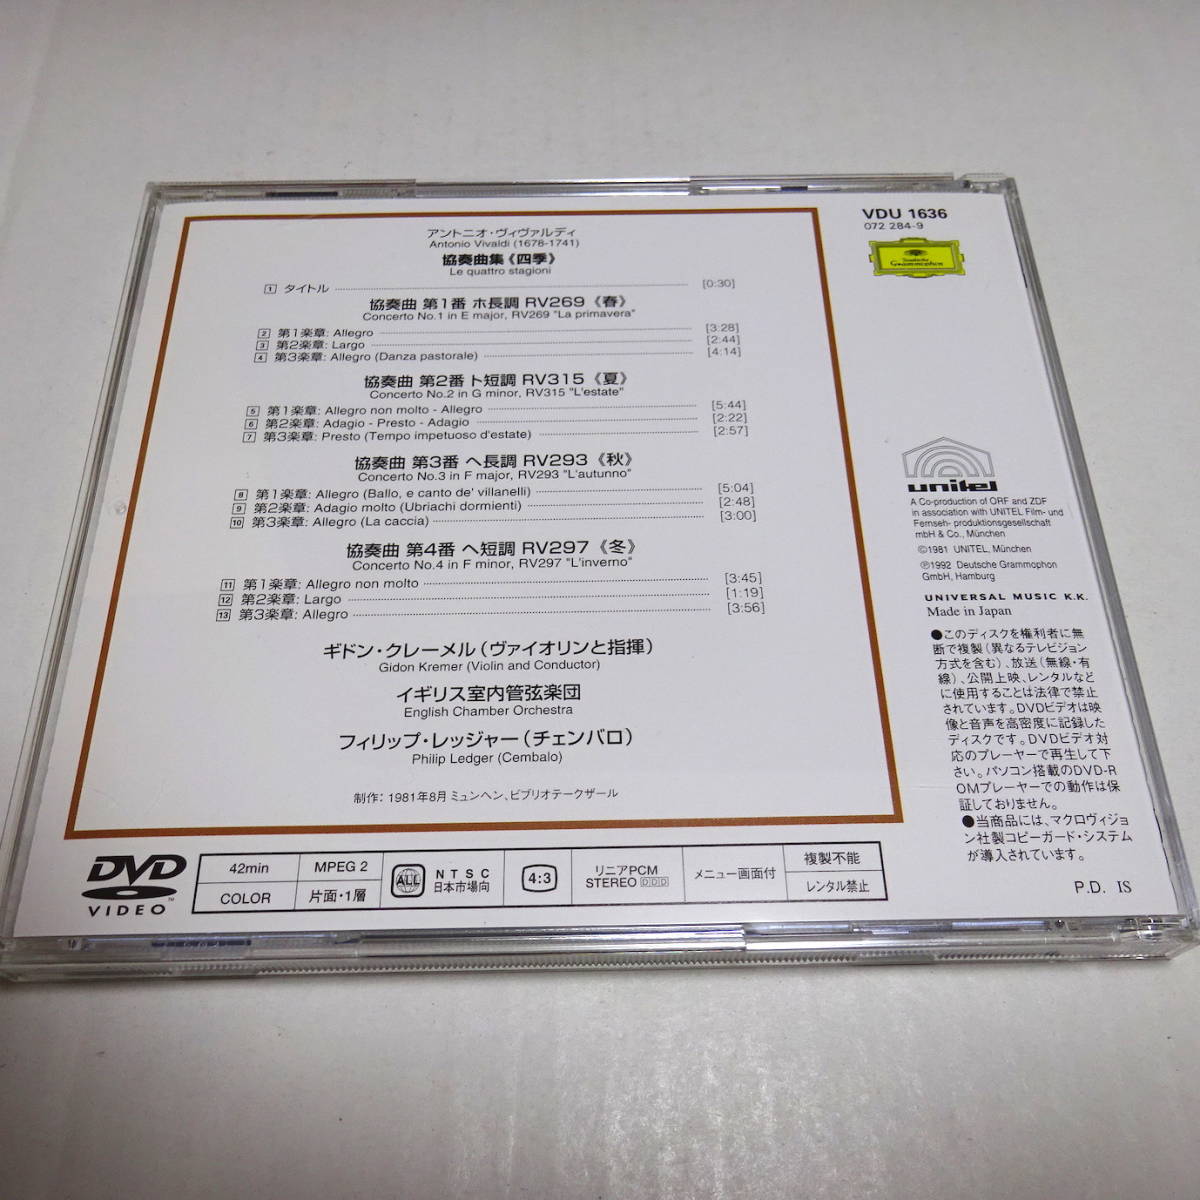 アントニオ・ヴィヴァルディ
Antonio Vivaldi (1678-1741)
協奏曲集《四季》
Le quattro stagioni
1 タイトル [0:30]
協奏曲 第1番 ホ長調 RV269《春》
Concerto No.1 in E major, RV269 "La primavera"
2 第1楽章: Allegro [3:28]
3 第2楽章: Largo [2:44]
4 第3楽章: Allegro (Danza pastorale) [4:14]
協奏曲 第2番 ト短調 RV315《夏》
Concerto No.2 in G minor, RV315 "L'estate"
5 第1楽章: Allegro non molto - Allegro [5:44]
6 第2楽章: Adagio - Presto - Adagio [2:22]
7 第3楽章: Presto (Tempo impetuoso d'estate) [2:57]
協奏曲 第3番 ヘ長調 RV293《秋》
Concerto No.3 in F major, RV293 "L'autunno"
8 第1楽章: Allegro (Ballo, e canto de' villanelli) [5:04]
9 第2楽章: Adagio molto (Ubriachi dormienti) [2:48]
10 第3楽章: Allegro (La caccia) [3:00]
協奏曲 第4番 ヘ短調 RV297《冬》
Concerto No.4 in F minor, RV297 "L'inverno"
11 第1楽章: Allegro non molto [3:45]
12 第2楽章: Largo [1:19]
13 第3楽章: Allegro [3:56]
ギドン・クレーメル(ヴァイオリンと指揮)
Gidon Kremer (Violin and Conductor)
イギリス室内管弦楽団
English Chamber Orchestra
フィリップ・レッジャー(チェンバロ)
Philip Ledger (Cembalo)
制作: 1981年8月 ミュンヘン、ビブリオテークザール
VDU 1636
072 284-9
Deutsche
Grammophon
unitel
A Co-production of ORF and ZDF
in association with UNITEL Film- und
Fernseh- produktionsgesellschaft
mbH & Co., München
©1981 UNITEL, München
℗1992 Deutsche Grammophon
GmbH, Hamburg
UNIVERSAL MUSIC K.K.
Made in Japan
●このディスクを権利者に無
断で複製(異なるテレビジョン
方式を含む)、放送(無線・有
線)、公開上映、レンタルなど
に使用することは法律で禁止
されています。DVDビデオは映
像と音声を高密度に記録した
ディスクです。DVDビデオ対
応のプレーヤーで再生して下
さい。パソコン搭載のDVD-R
OMプレーヤーでの動作は保
証しておりません。
●当商品には、マクロヴィジョ
ン社製コピーガード・システム
が導入されています。
P.D. IS
DVD
VIDEO™
42min
MPEG 2
COLOR
片面・1層
ALL
NTSC
日本市場向
4:3
リニアPCM
STEREO DDD
メニュー画面付
複製不能
レンタル禁止